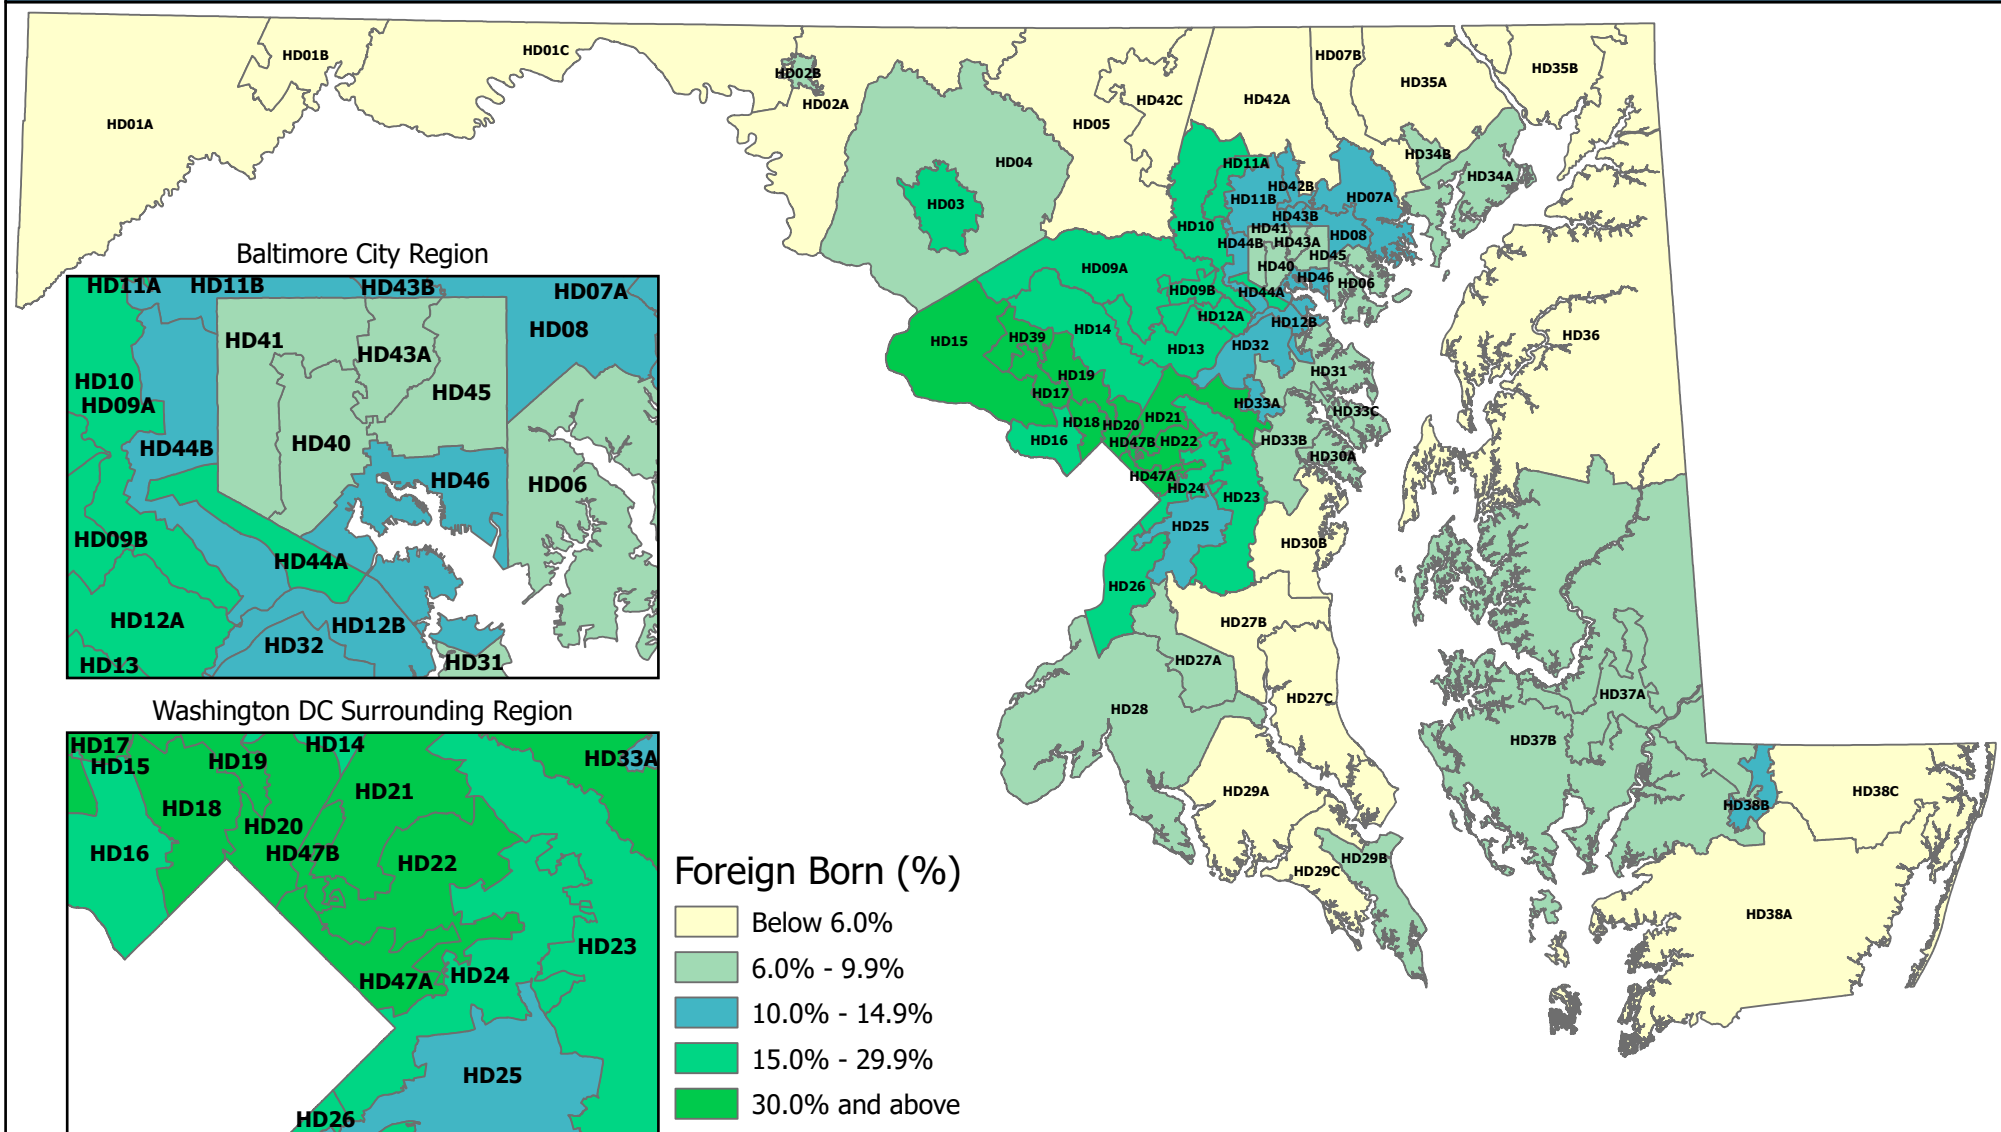 HD01A
HD01B
HD01C
HD02B
HD02A
HD04
HD03
HD05
HD42C
HD42A
HD07B
HD35A
HD35B
HD34B
HD34A
HD11A
HD42B
HD11B
HD07A
HD43B
HD10
HD41
HD44B
HD43A
HD08
HD45
HD40
HD46
HD06
HD09A
HD09B
HD44A
HD12A
HD12B
HD36
HD15
HD39
HD14
HD13
HD32
HD19
HD31
HD17
HD33A
HD33C
HD18
HD20
HD21
HD16
HD47B
HD22
HD33B
HD30A
HD47A
HD24
HD23
HD25
HD30B
HD26
HD27B
HD27A
HD27C
HD28
HD37A
HD37B
HD29A
HD38B
HD38C
HD29B
HD29C
HD38A
Baltimore City Region
HD11A
HD11B
HD43B
HD07A
HD08
HD41
HD43A
HD10
HD09A
HD45
HD44B
HD40
HD46
HD06
HD09B
HD44A
HD12A
HD12B
HD32
HD13
HD31
Washington DC Surrounding Region
HD17
HD14
HD15
HD19
HD33A
HD18
HD21
HD20
HD16
HD47B
HD22
HD23
HD47A
HD24
HD25
HD26
Foreign Born (%)
Below 6.0%
6.0% - 9.9%
10.0% - 14.9%
15.0% - 29.9%
30.0% and above